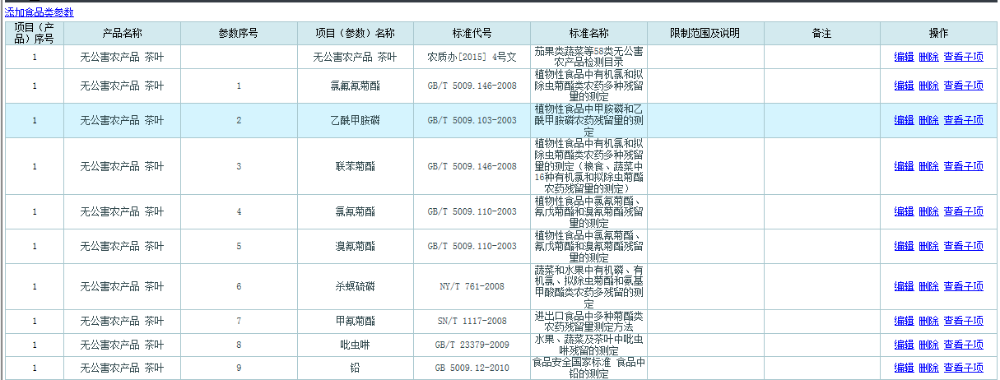 添加食品类参数
项目（产品）序号 产品名称 参数序号 项目（参数）名称 标准代号 标准名称 限制范围及说明 备注 操作
1 无公害农产品 茶叶 无公害农产品 茶叶 农质办[2015] 4号文 茄果类蔬菜等58类无公害农产品检测目录 编辑 删除 查看子项
1 无公害农产品 茶叶 1 氯氟氰菊酯 GB/T 5009.146-2008 植物性食品中有机氯和拟除虫菊酯类农药多种残留量的测定 编辑 删除 查看子项
1 无公害农产品 茶叶 2 乙酰甲胺磷 GB/T 5009.103-2003 植物性食品中甲胺磷和乙酰甲胺磷农药残留量的测定 编辑 删除 查看子项
1 无公害农产品 茶叶 3 联苯菊酯 GB/T 5009.146-2008 植物性食品中有机氯和拟除虫菊酯类农药多种残留量的测定（粮食、蔬菜中16种有机氯和拟除虫菊酯农药残留量的测定） 编辑 删除 查看子项
1 无公害农产品 茶叶 4 氯氰菊酯 GB/T 5009.110-2003 植物性食品中氯氰菊酯、氰戊菊酯和溴氰菊酯残留量的测定 编辑 删除 查看子项
1 无公害农产品 茶叶 5 溴氰菊酯 GB/T 5009.110-2003 植物性食品中氯氰菊酯、氰戊菊酯和溴氰菊酯残留量的测定 编辑 删除 查看子项
1 无公害农产品 茶叶 6 杀螟硫磷 NY/T 761-2008 蔬菜和水果中有机磷、有机氯、拟除虫菊酯和氨基甲酸酯类农药多残留的测定 编辑 删除 查看子项
1 无公害农产品 茶叶 7 甲氰菊酯 SN/T 1117-2008 进出口食品中多种菊酯类农药残留量测定方法 编辑 删除 查看子项
1 无公害农产品 茶叶 8 吡虫啉 GB/T 23379-2009 水果、蔬菜及茶叶中吡虫啉残留的测定 编辑 删除 查看子项
1 无公害农产品 茶叶 9 铅 GB 5009.12-2010 食品安全国家标准 食品中铅的测定 编辑 删除 查看子项